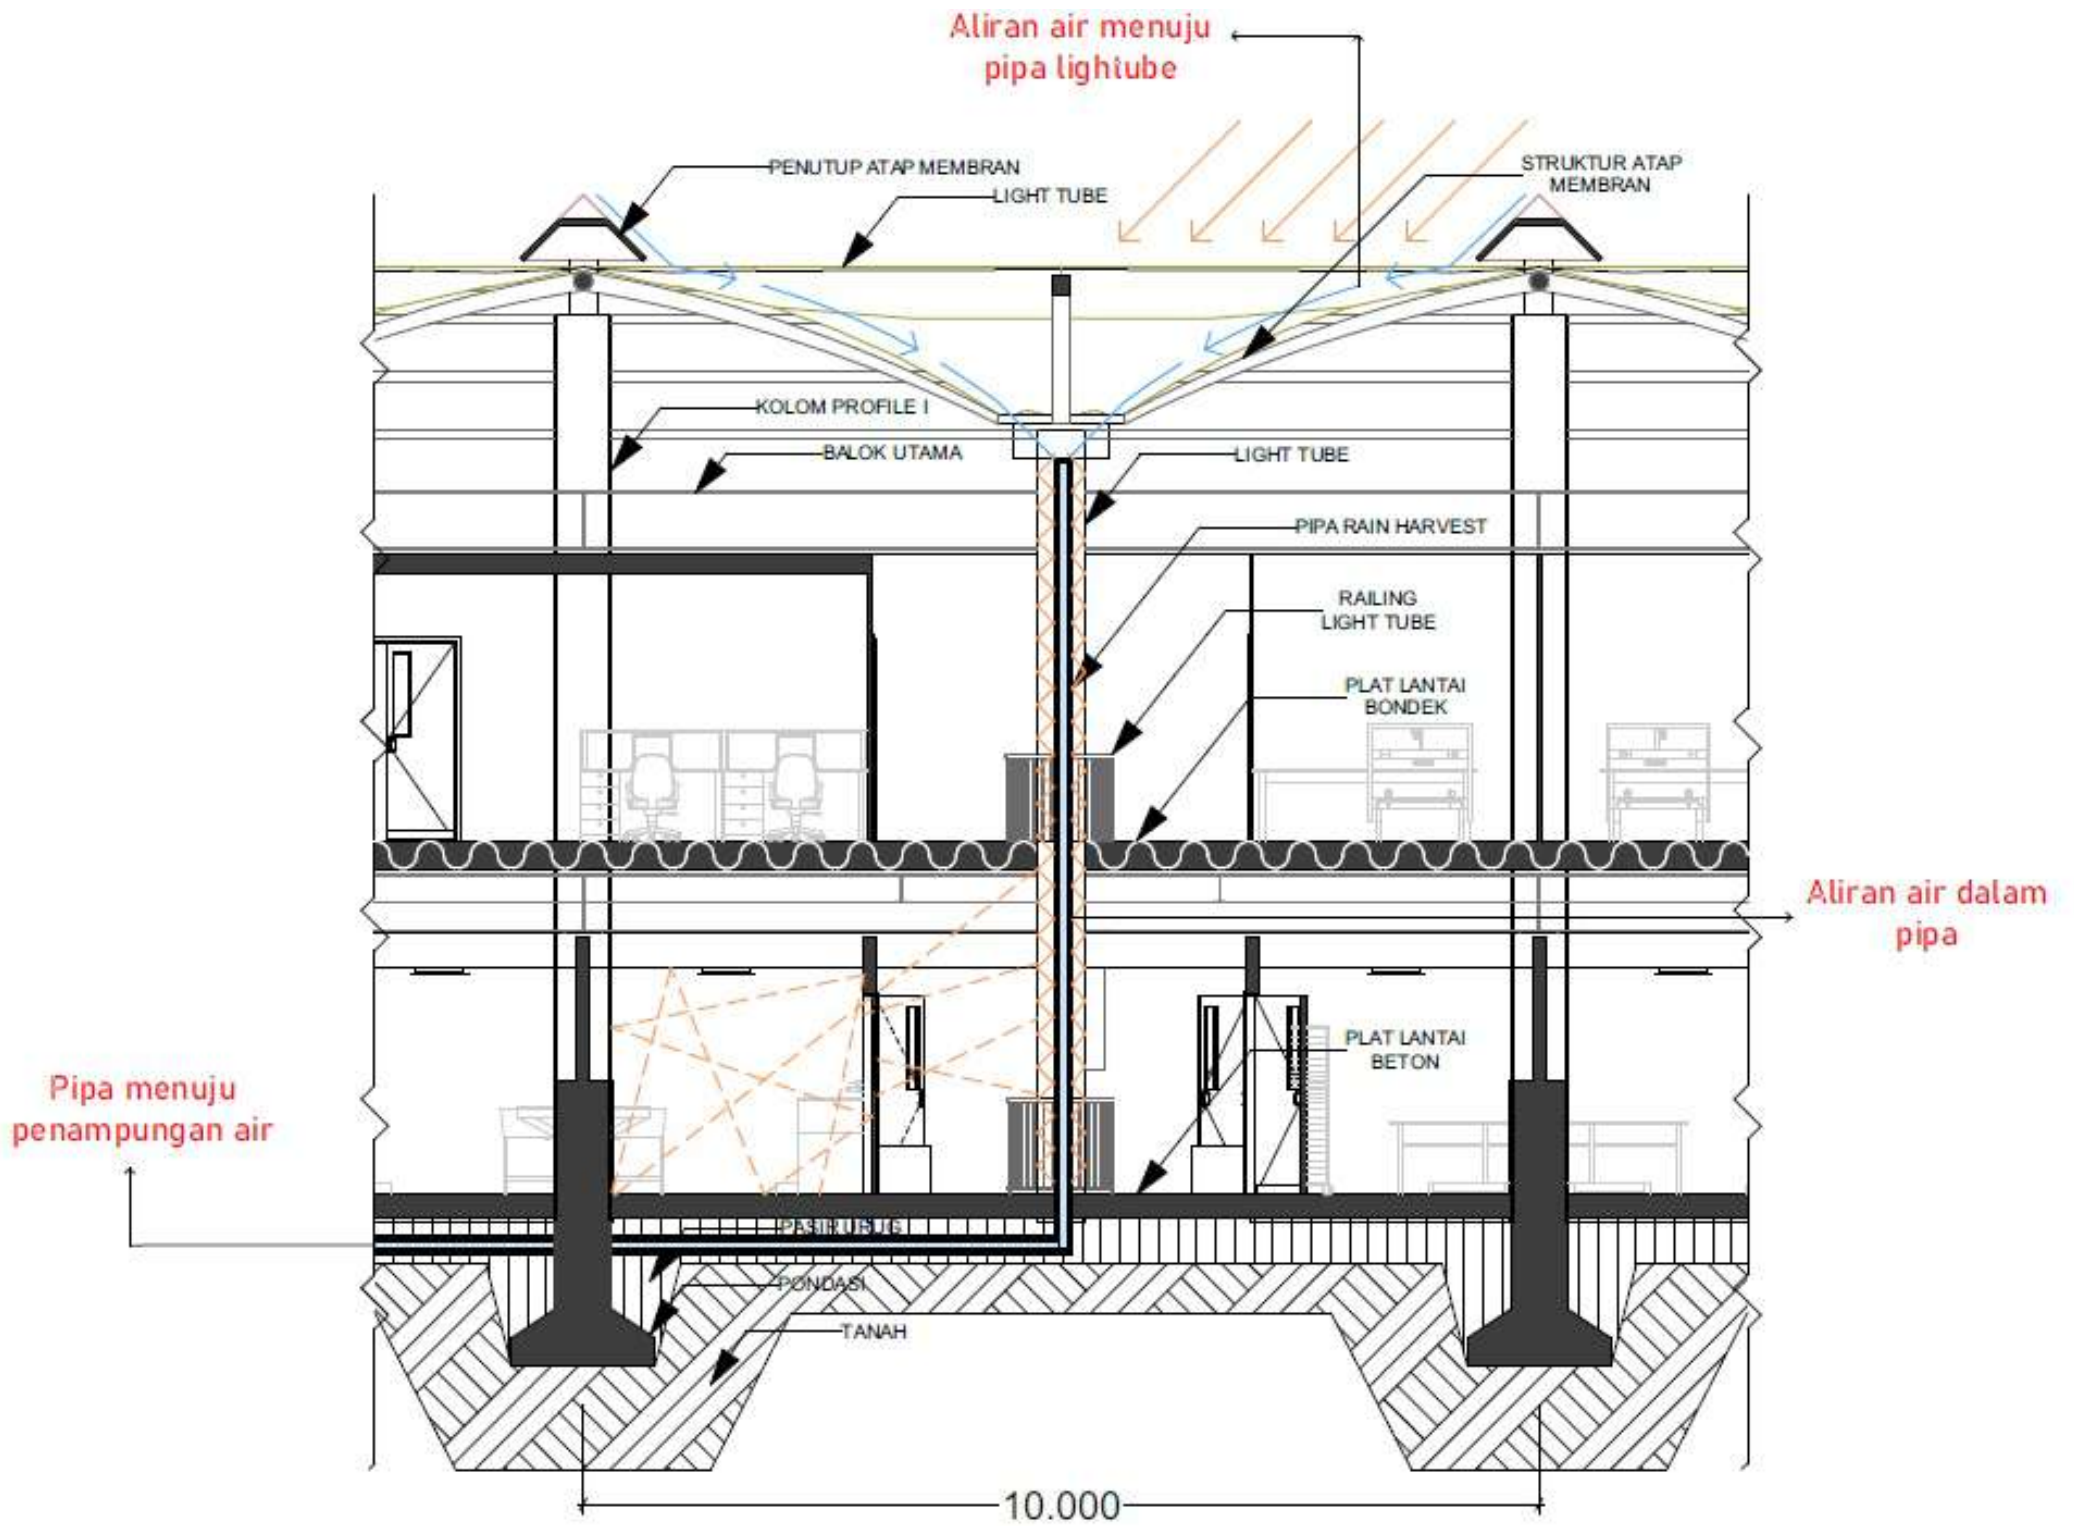 Aliran air menuju
pipa lightube
PENUTUP ATAP MEMBRAN
LIGHT TUBE
STRUKTUR ATAP
MEMBRAN
KOLOM PROFILE I
BALOK UTAMA
LIGHT TUBE
PIPA RAIN HARVEST
RAILING
LIGHT TUBE
PLAT LANTAI
BONDEK
Aliran air dalam
pipa
PLAT LANTAI
BETON
Pipa menuju
penampungan air
PASIR URUG
PONDASI
TANAH
10.000